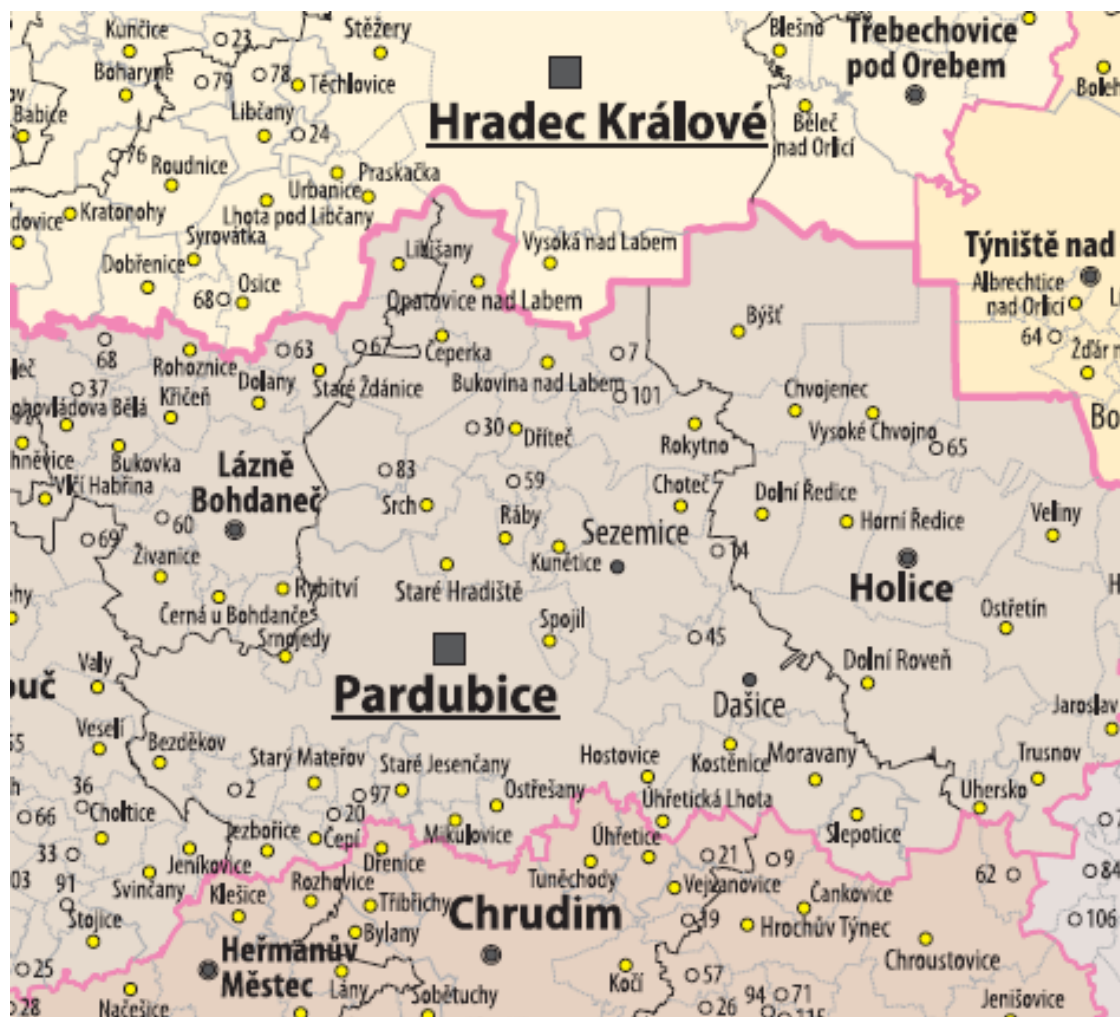 Kunčice
23
Stěžery
Blešno
Třebechovice
pod Orebem
Boharyně
79
78
Těchlovice
Babice
Libčany
24
Hradec Králové
Běleč
nad Orlicí
76
Roudnice
Urbanice
Praskačka
Kratonohy
Lhota pod Libčany
Syrovátka
Vysoká nad Labem
Týniště nad
Dobřenice
Libišany
Albrechtice
nad Orlicí
68
Osice
Opatovice nad Labem
Býšť
64
68
Rohoznice
63
67
Čeperka
7
37
Dolany
Staré Ždánice
Bukovina nad Labem
101
Chvojenec
Křičeň
30
Dříteč
Rokytno
Vysoké Chvojno
65
Bukovka
Lázně
Bohdaneč
83
59
Choteč
Vlčí Habřina
Dolní Ředice
60
Srch
Ráby
Sezemice
Horní Ředice
Veliny
69
Živanice
Kunětice
14
Rybitví
Staré Hradiště
Holice
Černá u Bohdanče
Spojil
Ostřetín
Srnojedy
45
Valy
Pardubice
Dolní Roveň
Dašice
Jaroslav
Veselí
Bezděkov
Starý Mateřov
Staré Jesenčany
Hostovice
Kostěnice
Moravany
Trusnov
36
2
97
Ostřešany
Uhersko
66
Choltice
20
Úhřetická Lhota
Jezbořice
Čepí
Mikulovice
Úhřetice
Slepotice
33
Jeníkovice
Dřenice
Tuněchody
21
9
62
84
91
Svinčany
Klešice
Rozhovice
Vejvanovice
Čankovice
Stojice
Třibřichy
Chrudim
19
Hrochův Týnec
106
Bylany
Heřmanův
Městec
Chroustovice
25
Kočí
57
Lány
28
Načešice
Sobětuchy
26
94
71
Jenišovice